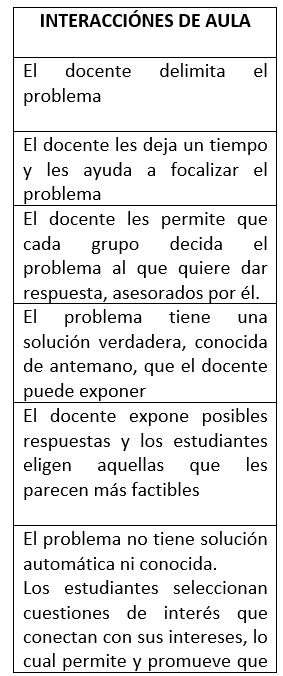 INTERACCIÓNES DE AULA
El docente delimita el
problema
El docente les deja un tiempo
y les ayuda a focalizar el
problema
El docente les permite que
cada grupo decida el
problema al que quiere dar
respuesta, asesorados por él.
El problema tiene una
solución verdadera, conocida
de antemano, que el docente
puede exponer
El docente expone posibles
respuestas y los estudiantes
eligen aquellas que les
parecen más factibles
El problema no tiene solución
automática ni conocida.
Los estudiantes seleccionan
cuestiones de interés que
conectan con sus intereses, lo
cual permite y promueve que